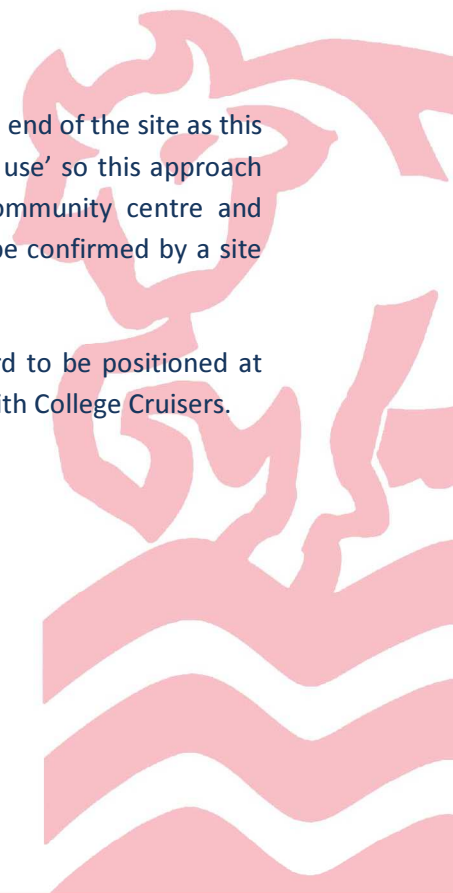 end of the site as this
use’ so this approach
ommunity centre and
be confirmed by a site
rd to be positioned at
ith College Cruisers.